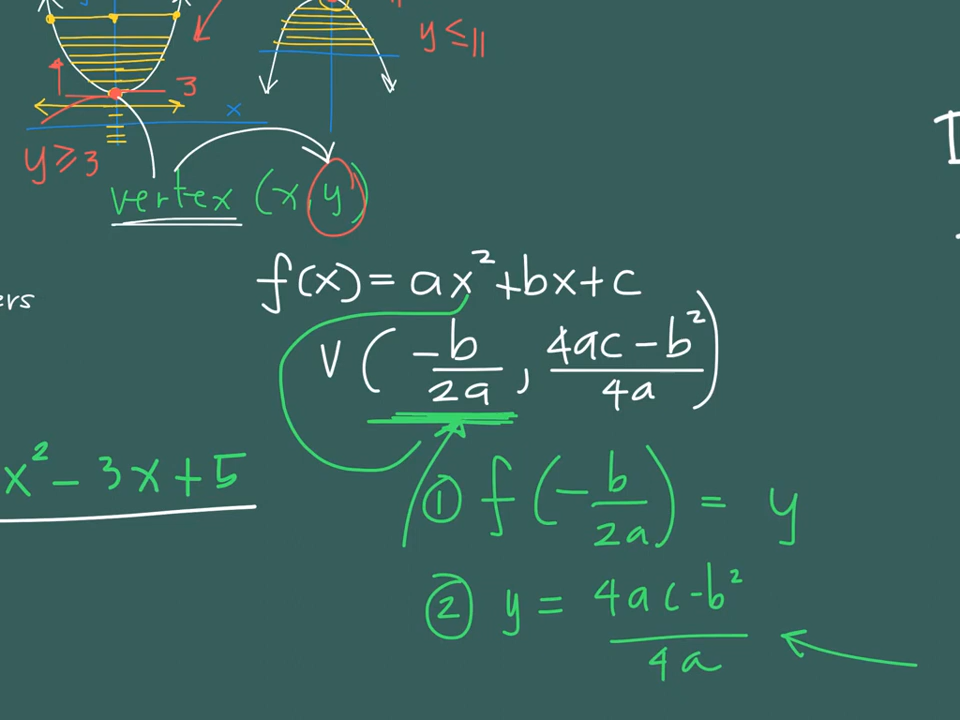 y ≤ 11
3
x
y ≥ 3
vertex (x, y)
f(x) = ax² + bx + c
V ( -b/2a , 4ac - b²/4a )
x² - 3x + 5
① f(-b/2a) = y
② y = 4ac - b²/4a